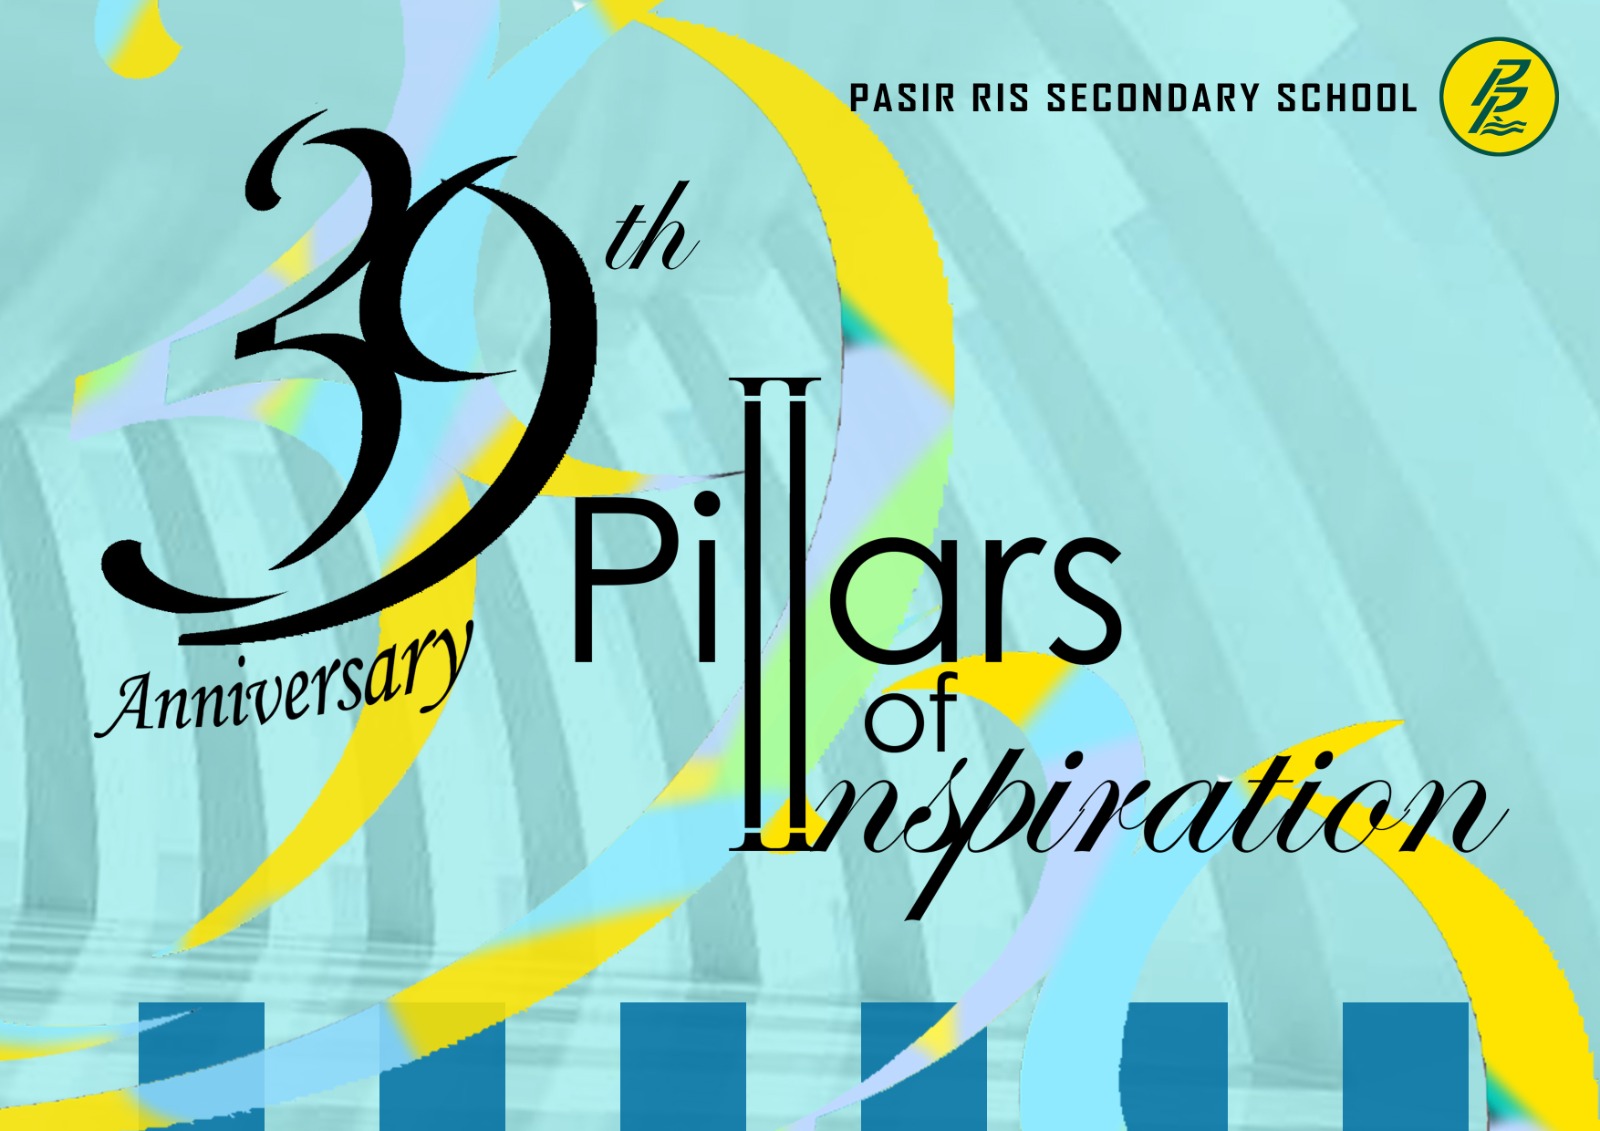 PASIR RIS SECONDARY SCHOOL
39th
Anniversary
Pillars
of
Inspiration